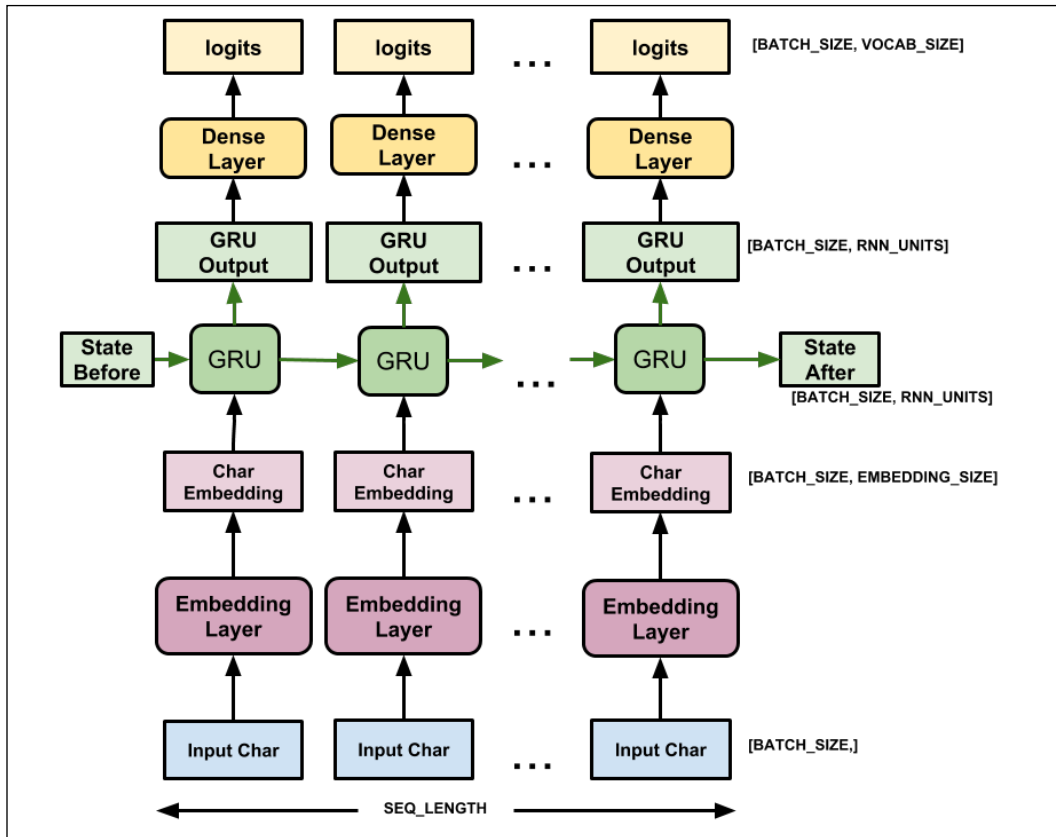 logits
logits
...
logits
[BATCH_SIZE, VOCAB_SIZE]
Dense
Layer
Dense
Layer
...
Dense
Layer
GRU
Output
GRU
Output
...
GRU
Output
[BATCH_SIZE, RNN_UNITS]
State
Before
GRU
GRU
...
GRU
State
After
[BATCH_SIZE, RNN_UNITS]
Char
Embedding
Char
Embedding
...
Char
Embedding
[BATCH_SIZE, EMBEDDING_SIZE]
Embedding
Layer
Embedding
Layer
...
Embedding
Layer
Input Char
Input Char
...
Input Char
[BATCH_SIZE,]
SEQ_LENGTH